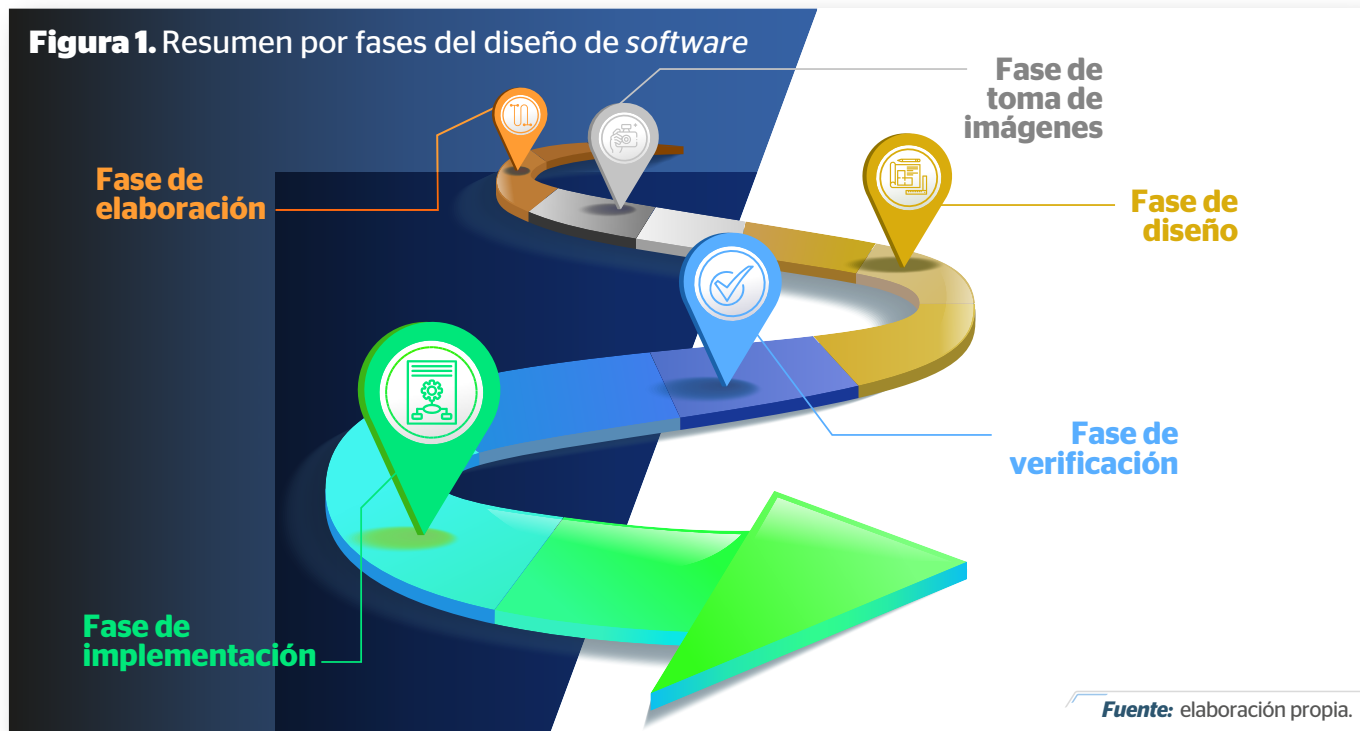 Figura 1. Resumen por fases del diseño de software
Fase de
toma de
imágenes
Fase de
elaboración
Fase de
diseño
Fase de
verificación
Fase de
implementación
Fuente: elaboración propia.